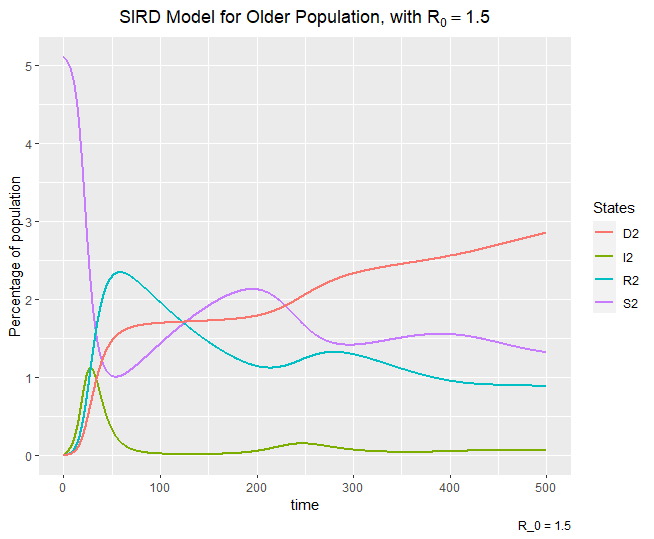 SIRD Model for Older Population, with R₀ = 1.5
Percentage of population
5
4
3
2
1
0
0 100 200 300 400 500
time
States
D2
I2
R2
S2
R_0 = 1.5